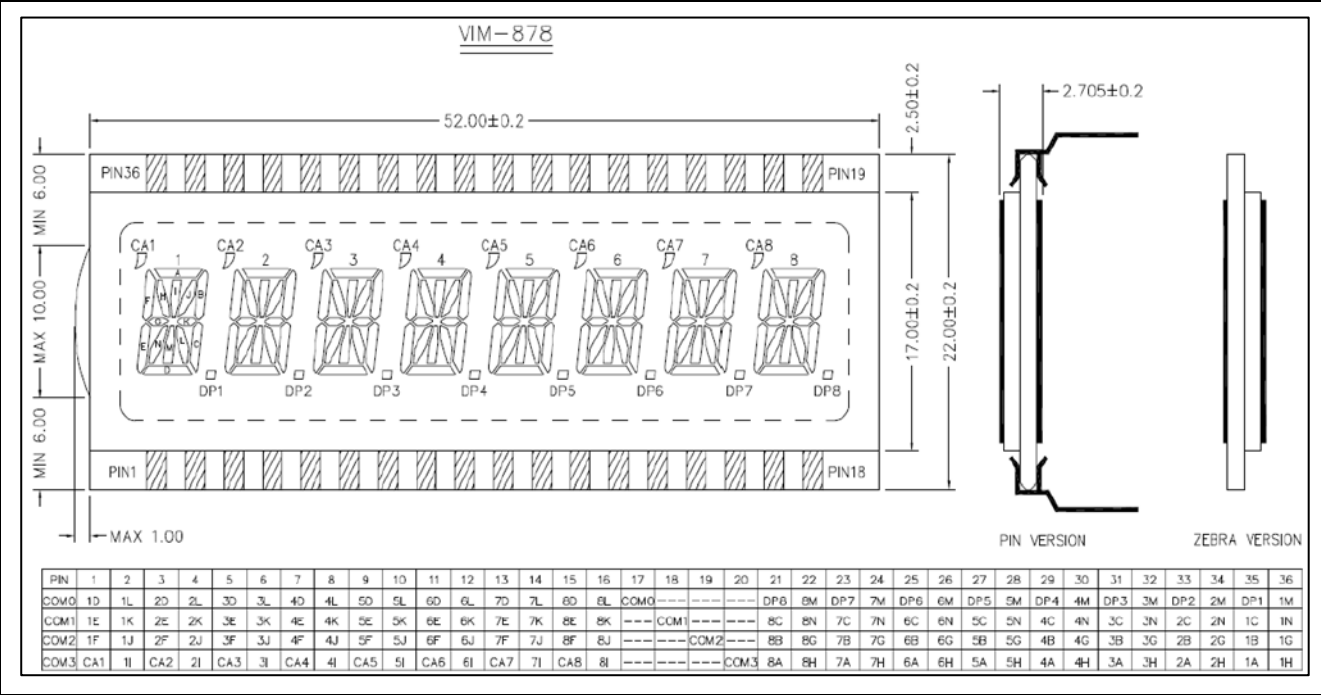 VIM-878
52.00±0.2
2.50±0.2
2.705±0.2
MIN 6.00
MAX 10.00
MIN 6.00
PIN36
PIN19
CA1 CA2 CA3 CA4 CA5 CA6 CA7 CA8
1 2 3 4 5 6 7 8
A
F H I J B
G K
E N M L C
D
DP1 DP2 DP3 DP4 DP5 DP6 DP7 DP8
17.00±0.2
22.00±0.2
PIN1
PIN18
MAX 1.00
PIN VERSION
ZEBRA VERSION
PIN 1 2 3 4 5 6 7 8 9 10 11 12 13 14 15 16 17 18 19 20 21 22 23 24 25 26 27 28 29 30 31 32 33 34 35 36
COM0 1D 1L 2D 2L 3D 3L 4D 4L 5D 5L 6D 6L 7D 7L 8D 8L COM0 --- --- --- DP8 8M DP7 7M DP6 6M DP5 5M DP4 4M DP3 3M DP2 2M DP1 1M
COM1 1E 1K 2E 2K 3E 3K 4E 4K 5E 5K 6E 6K 7E 7K 8E 8K --- COM1 --- --- 8C 8N 7C 7N 6C 6N 5C 5N 4C 4N 3C 3N 2C 2N 1C 1N
COM2 1F 1J 2F 2J 3F 3J 4F 4J 5F 5J 6F 6J 7F 7J 8F 8J --- --- COM2 --- 8B 8G 7B 7G 6B 6G 5B 5G 4B 4G 3B 3G 2B 2G 1B 1G
COM3 CA1 1I CA2 2I CA3 3I CA4 4I CA5 5I CA6 6I CA7 7I CA8 8I --- --- --- COM3 8A 8H 7A 7H 6A 6H 5A 5H 4A 4H 3A 3H 2A 2H 1A 1H